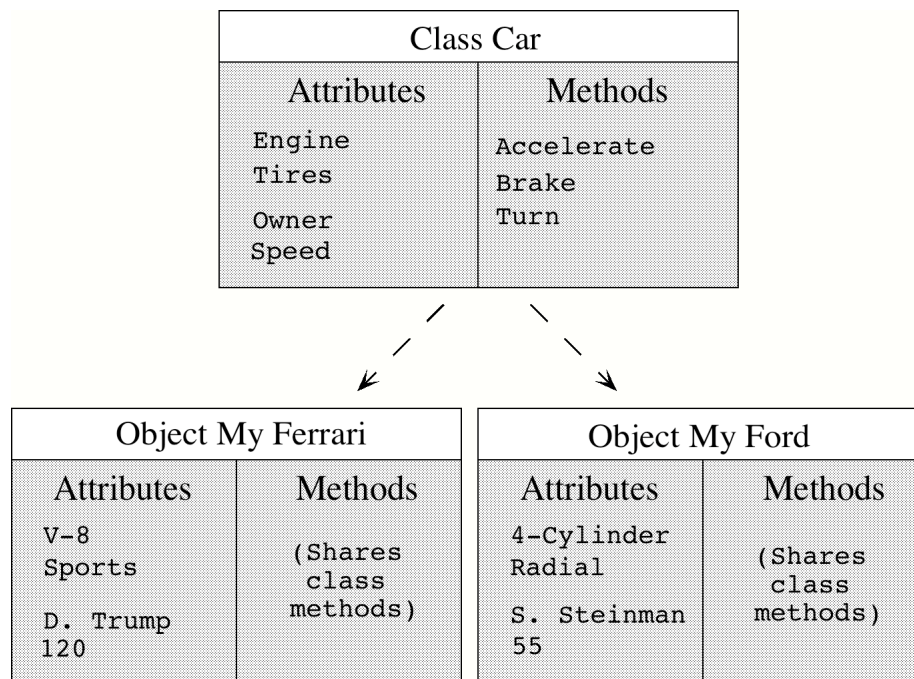 Class Car
Attributes
Engine
Tires
Owner
Speed
Methods
Accelerate
Brake
Turn
Object My Ferrari
Attributes
V-8
Sports
D. Trump
120
Methods
(Shares
class
methods)
Object My Ford
Attributes
4-Cylinder
Radial
S. Steinman
55
Methods
(Shares
class
methods)